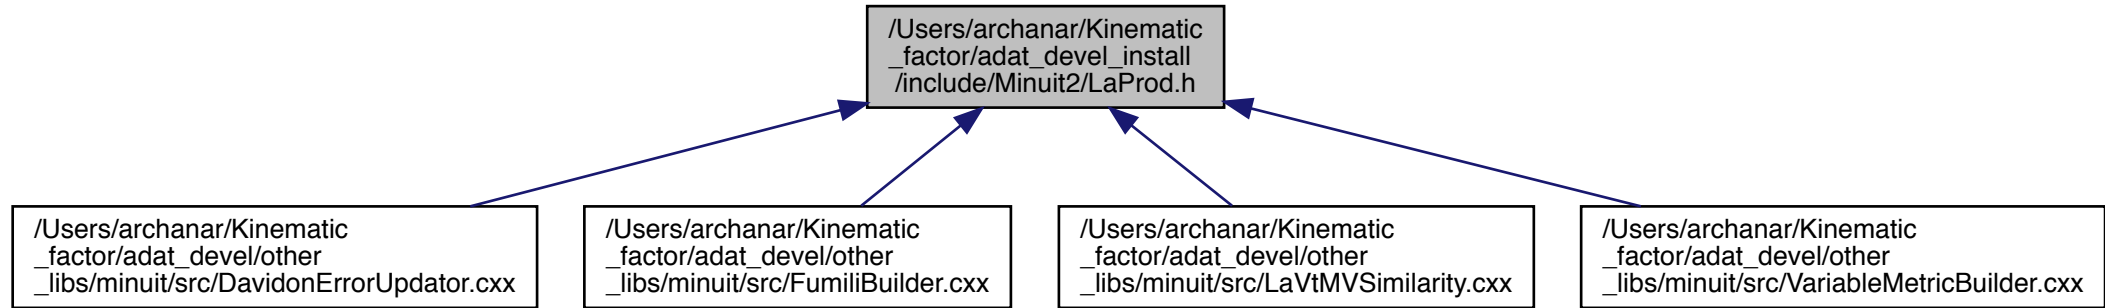 /Users/archanar/Kinematic
_factor/adat_devel_install
/include/Minuit2/LaProd.h
/Users/archanar/Kinematic
_factor/adat_devel/other
_libs/minuit/src/DavidonErrorUpdator.cxx
/Users/archanar/Kinematic
_factor/adat_devel/other
_libs/minuit/src/FumiliBuilder.cxx
/Users/archanar/Kinematic
_factor/adat_devel/other
_libs/minuit/src/LaVtMVSimilarity.cxx
/Users/archanar/Kinematic
_factor/adat_devel/other
_libs/minuit/src/VariableMetricBuilder.cxx